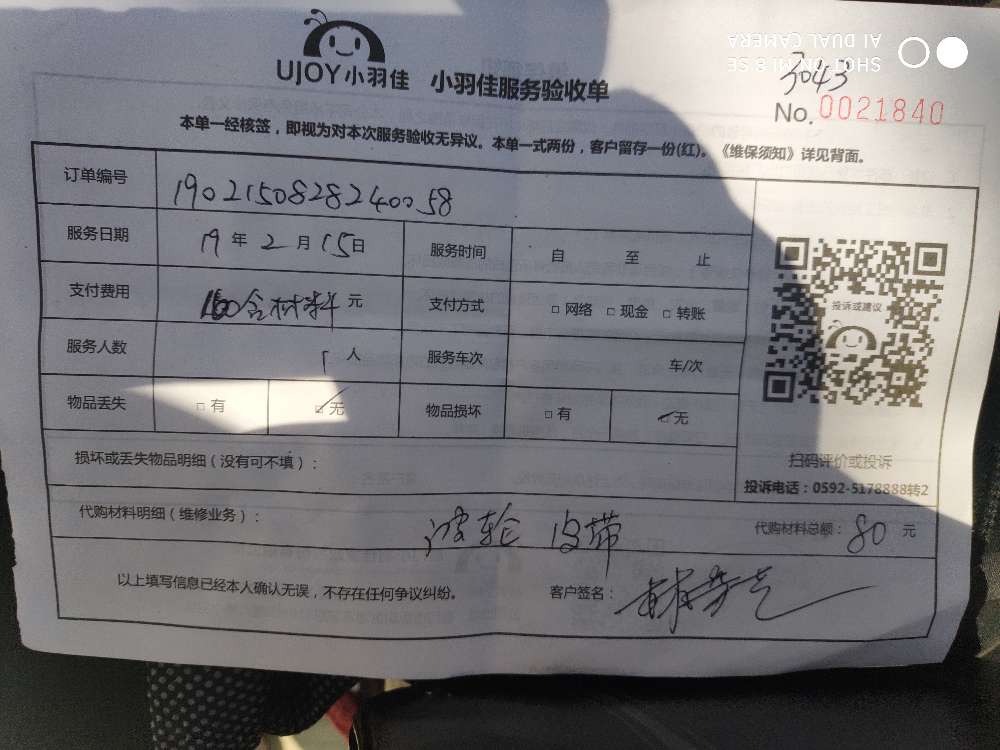 UJOY小羽佳 小羽佳服务验收单
3043
No.0021840
SHOT ON MI 8 SE
AI DUAL CAMERA
本单一经核签，即视为对本次服务验收无异议。本单一式两份，客户留存一份(红)。《维保须知》详见背面。
订单编号 1902150828240058
服务日期 19年2月15日 服务时间 自 至 止
支付费用 160含材料元 支付方式 □网络 □现金 □转账
服务人数 1人 服务车次 车/次
物品丢失 □有 □无 物品损坏 □有 □无
投诉或建议
扫码评价或投诉
投诉电话：0592-5178888转2
损坏或丢失物品明细（没有可不填）：
代购材料明细（维修业务）： 波轮 皮带 代购材料总额：80元
以上填写信息已经本人确认无误，不存在任何争议纠纷。 客户签名：